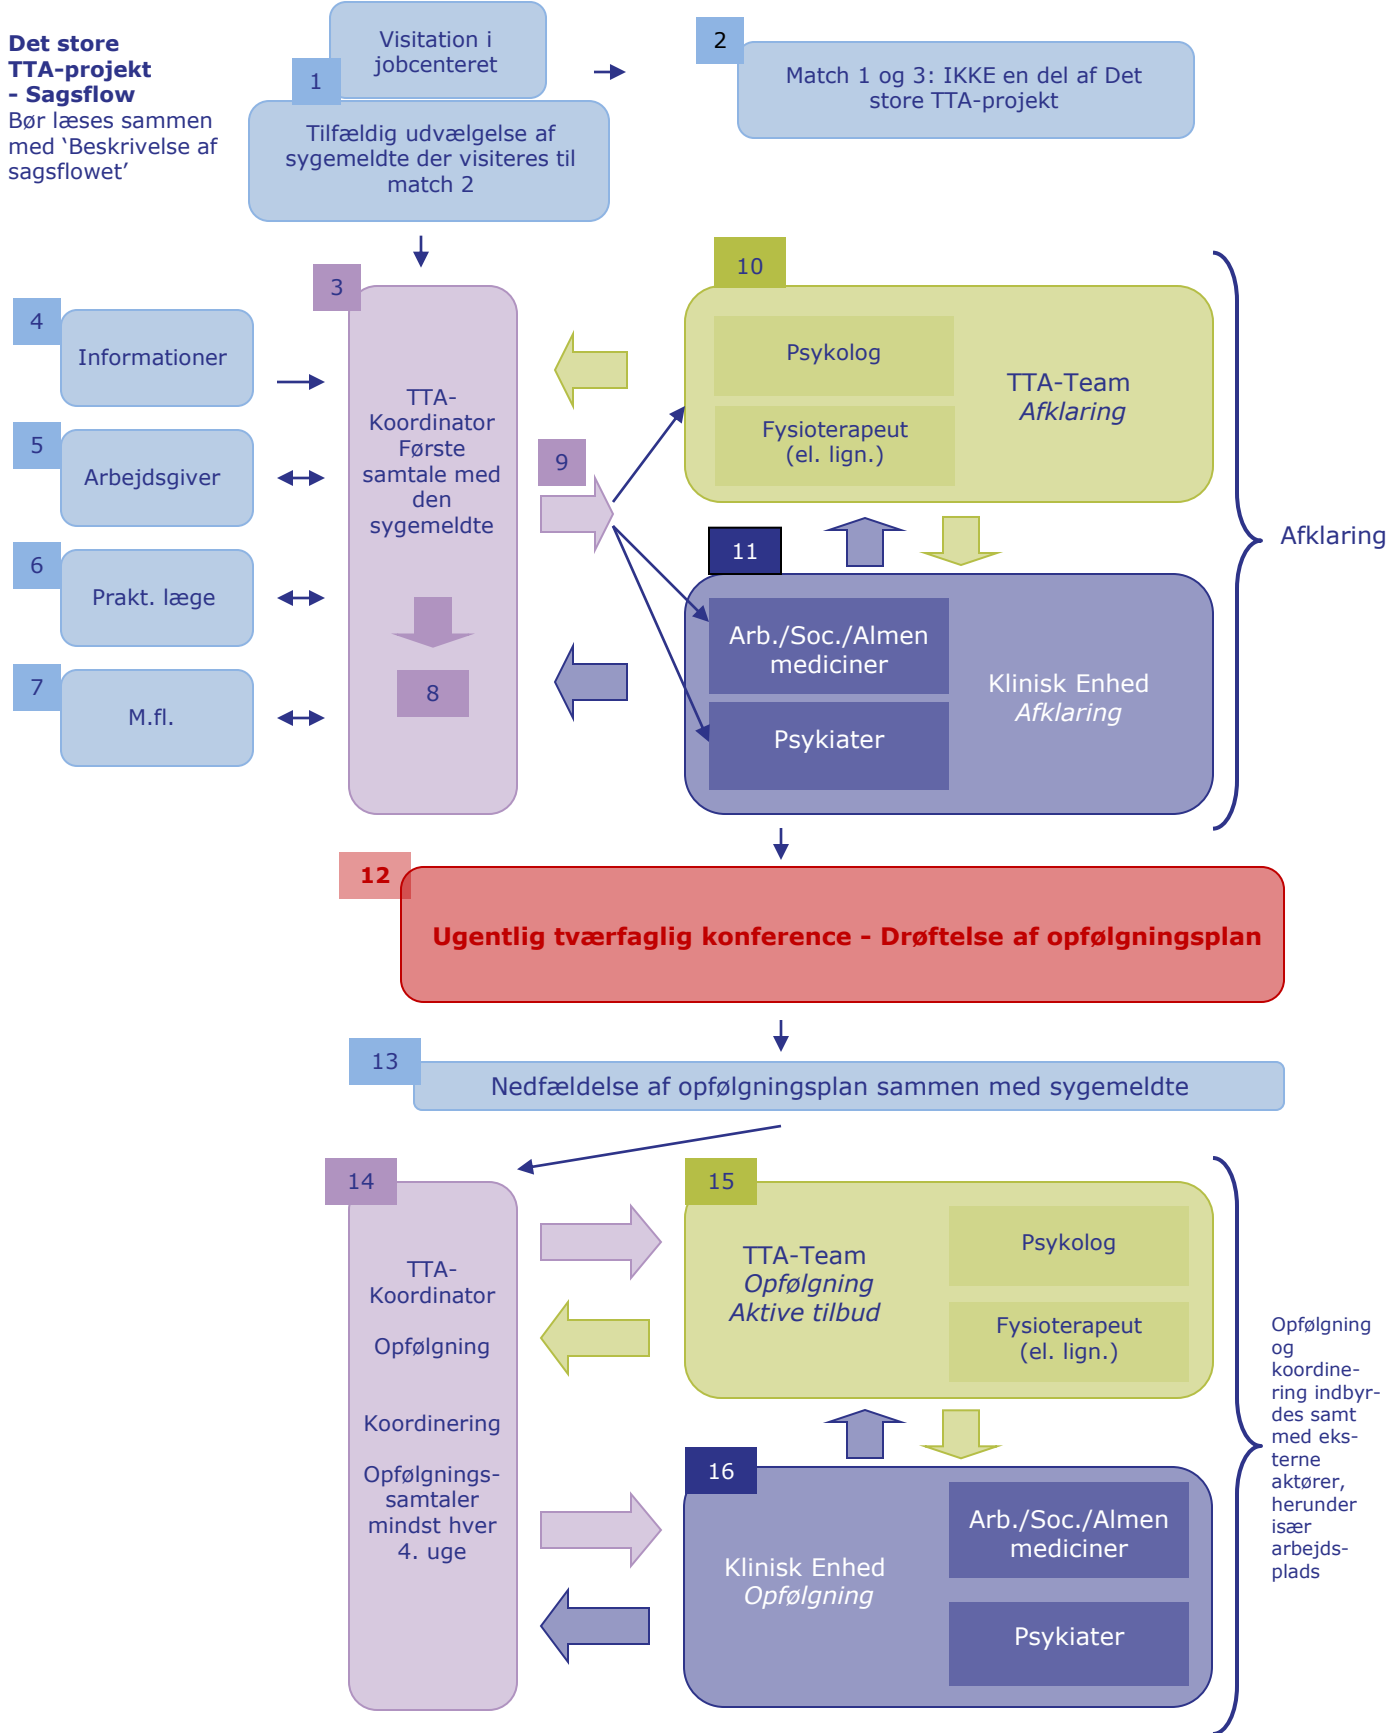 Det store
TTA-projekt
- Sagsflow
Bør læses sammen
med ‘Beskrivelse af
sagsflowet’
Visitation i
jobcenteret
1
Tilfældig udvælgelse af
sygemeldte der visiteres til
match 2
2
Match 1 og 3: IKKE en del af Det
store TTA-projekt
3
TTA-
Koordinator
Første
samtale med
den
sygemeldte
8
4
Informationer
5
Arbejdsgiver
6
Prakt. læge
7
M.fl.
9
10
Psykolog
Fysioterapeut
(el. lign.)
TTA-Team
Afklaring
11
Arb./Soc./Almen
mediciner
Psykiater
Klinisk Enhed
Afklaring
Afklaring
12
Ugentlig tværfaglig konference – Drøftelse af opfølgningsplan
13
Nedfældelse af opfølgningsplan sammen med sygemeldte
14
TTA-
Koordinator
Opfølgning
Koordinering
Opfølgnings-
samtaler
mindst hver
4. uge
15
TTA-Team
Opfølgning
Aktive tilbud
Psykolog
Fysioterapeut
(el. lign.)
16
Klinisk Enhed
Opfølgning
Arb./Soc./Almen
mediciner
Psykiater
Opfølgning
og
koordine-
ring indbyr-
des samt
med eks-
terne
aktører,
herunder
især
arbejds-
plads